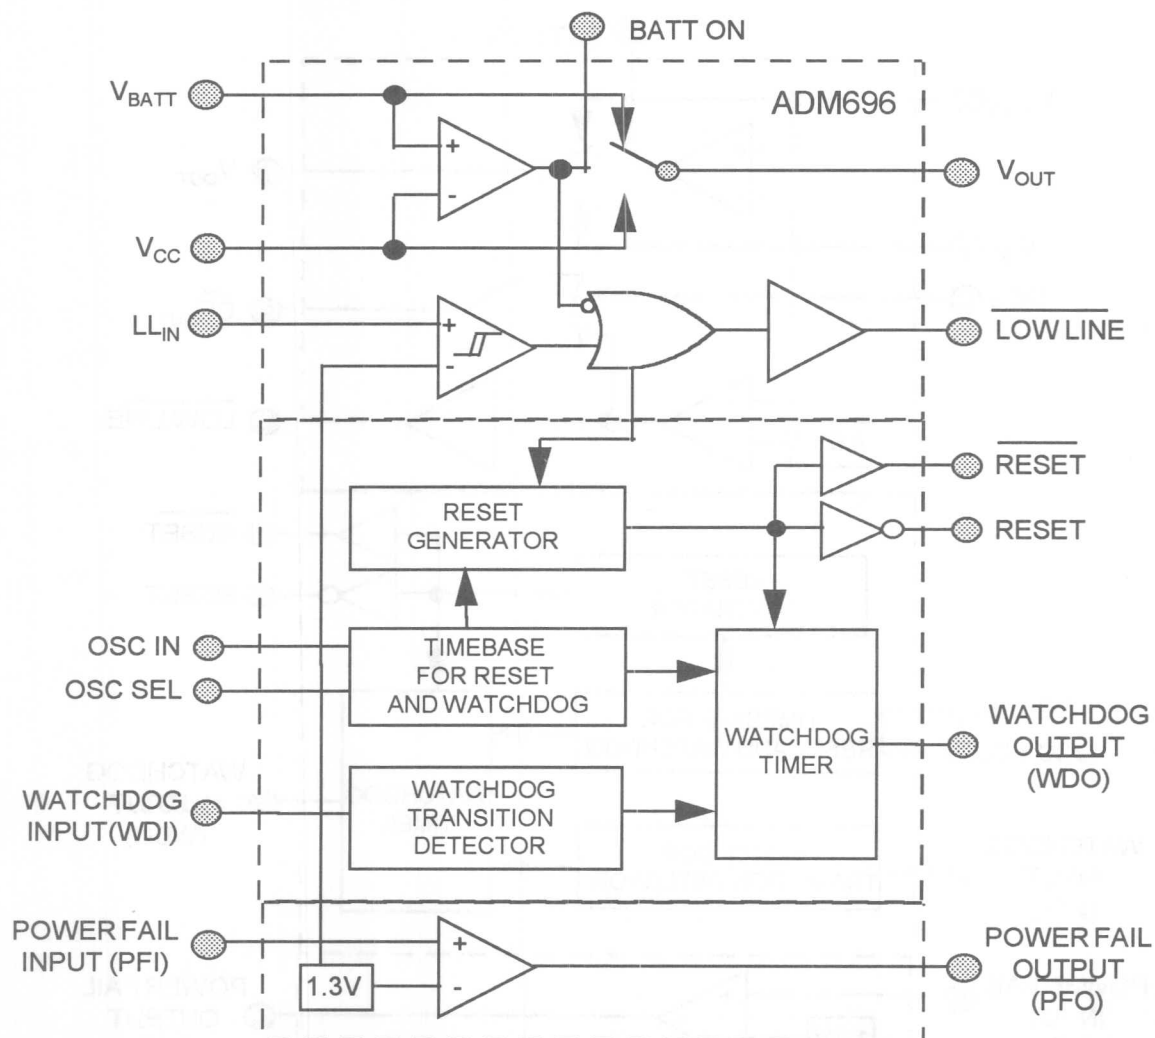 BATT ON
V_BATT
ADM696
+
-
V_OUT
V_CC
LL_IN
+
-
LOW LINE
RESET
RESET
GENERATOR
RESET
OSC IN
OSC SEL
TIMEBASE
FOR RESET
AND WATCHDOG
WATCHDOG
TIMER
WATCHDOG
OUTPUT
(WDO)
WATCHDOG
INPUT(WDI)
WATCHDOG
TRANSITION
DETECTOR
POWER FAIL
INPUT (PFI)
+
-
1.3V
POWER FAIL
OUTPUT
(PFO)